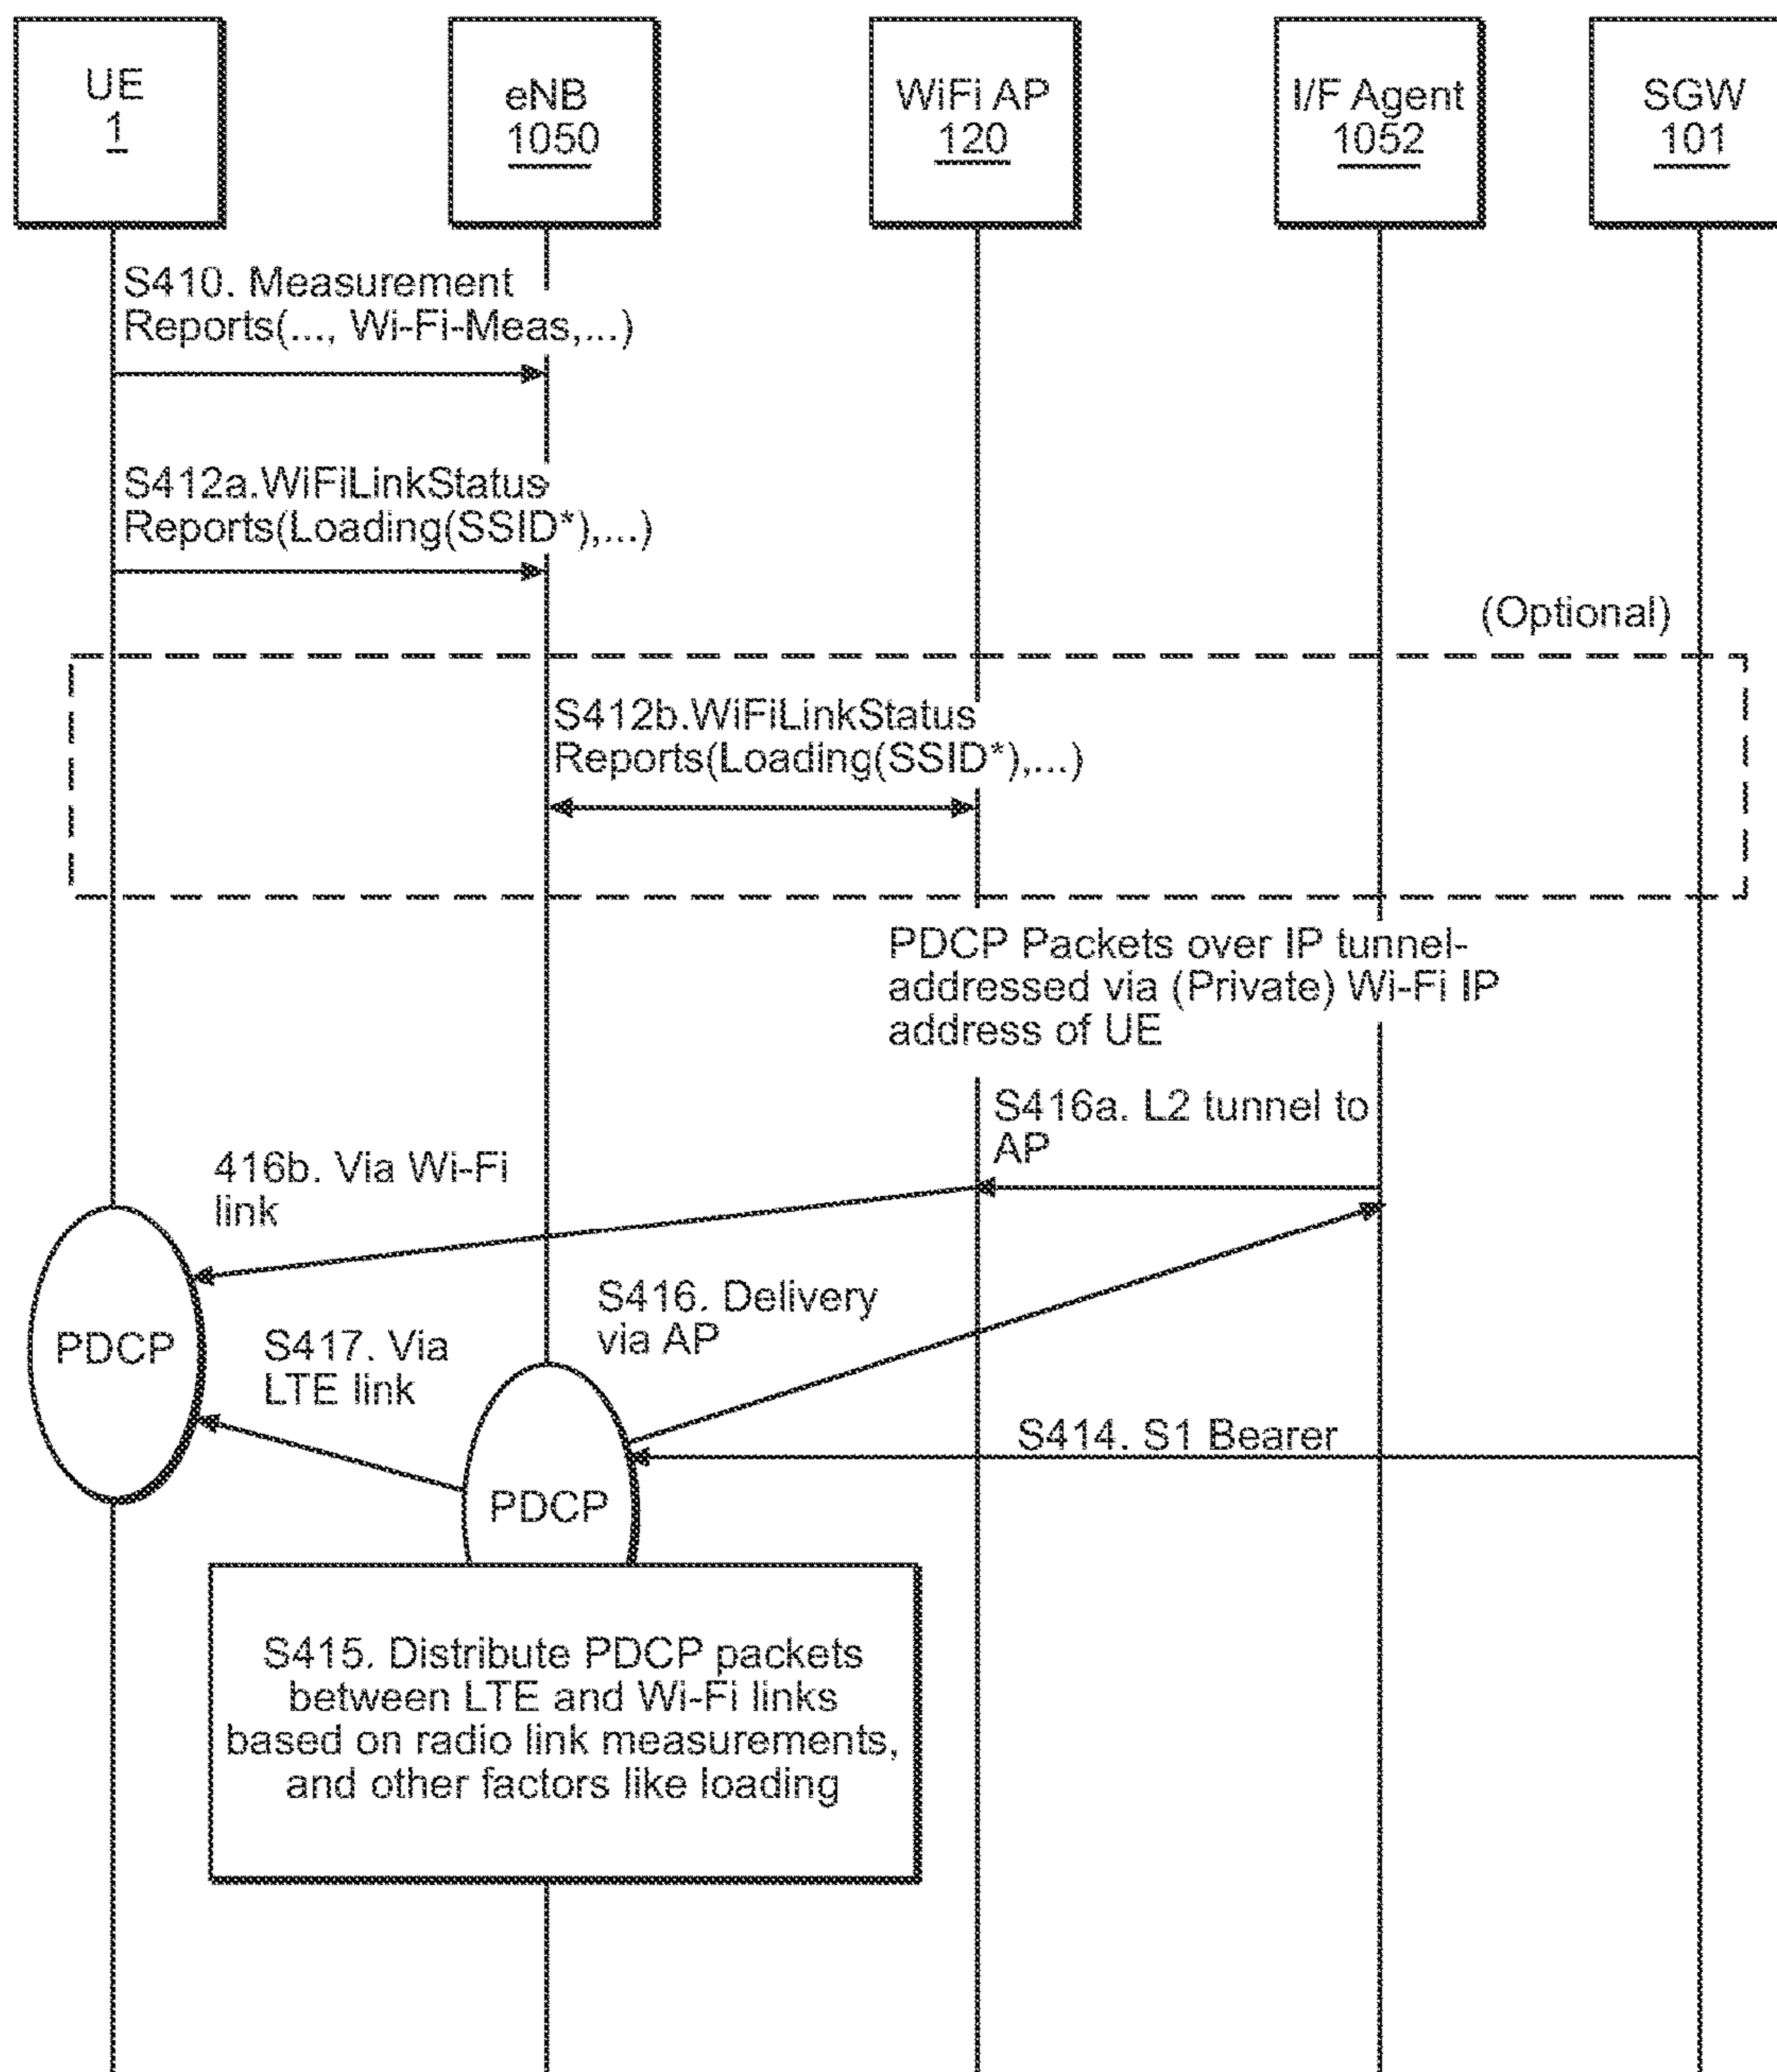 UE
1
eNB
1050
WiFi AP
120
I/F Agent
1052
SGW
101
S410. Measurement
Reports(..., Wi-Fi-Meas,...)
S412a.WiFiLinkStatus
Reports(Loading(SSID*),...)
(Optional)
S412b.WiFiLinkStatus
Reports(Loading(SSID*),...)
PDCP Packets over IP tunnel-
addressed via (Private) Wi-Fi IP
address of UE
S416a. L2 tunnel to
AP
416b. Via Wi-Fi
link
S416. Delivery
via AP
PDCP
S417. Via
LTE link
S414. S1 Bearer
PDCP
S415. Distribute PDCP packets
between LTE and Wi-Fi links
based on radio link measurements,
and other factors like loading